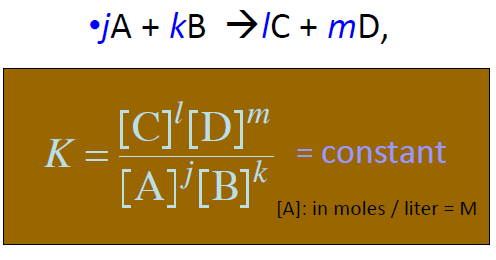 •jA + kB →lC + mD,
K = [C]^l[D]^m / [A]^j[B]^k = constant
[A]: in moles / liter = M